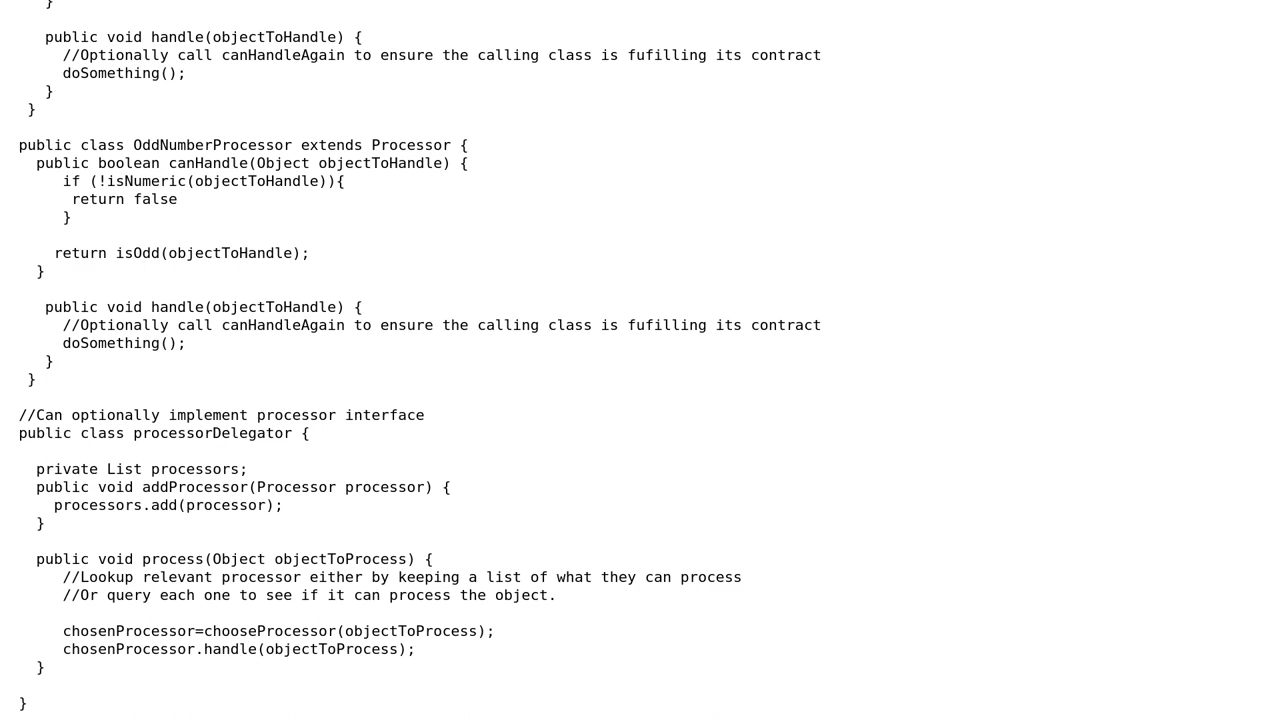 }
public void handle(objectToHandle) {
//Optionally call canHandleAgain to ensure the calling class is fufilling its contract
doSomething();
}
}
public class OddNumberProcessor extends Processor {
public boolean canHandle(Object objectToHandle) {
if (!isNumeric(objectToHandle)){
return false
}
return isOdd(objectToHandle);
}
public void handle(objectToHandle) {
//Optionally call canHandleAgain to ensure the calling class is fufilling its contract
doSomething();
}
}
//Can optionally implement processor interface
public class processorDelegator {
private List processors;
public void addProcessor(Processor processor) {
processors.add(processor);
}
public void process(Object objectToProcess) {
//Lookup relevant processor either by keeping a list of what they can process
//Or query each one to see if it can process the object.
chosenProcessor=chooseProcessor(objectToProcess);
chosenProcessor.handle(objectToProcess);
}
}